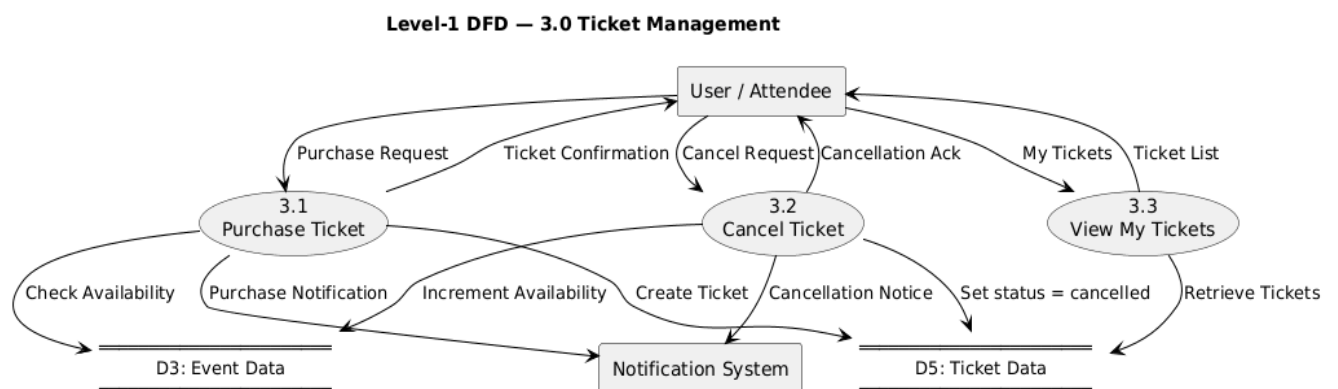 Level-1 DFD — 3.0 Ticket Management
User / Attendee
Purchase Request
Ticket Confirmation
Cancel Request
Cancellation Ack
My Tickets
Ticket List
3.1
Purchase Ticket
3.2
Cancel Ticket
3.3
View My Tickets
Check Availability
Purchase Notification
Increment Availability
Create Ticket
Cancellation Notice
Set status = cancelled
Retrieve Tickets
D3: Event Data
Notification System
D5: Ticket Data